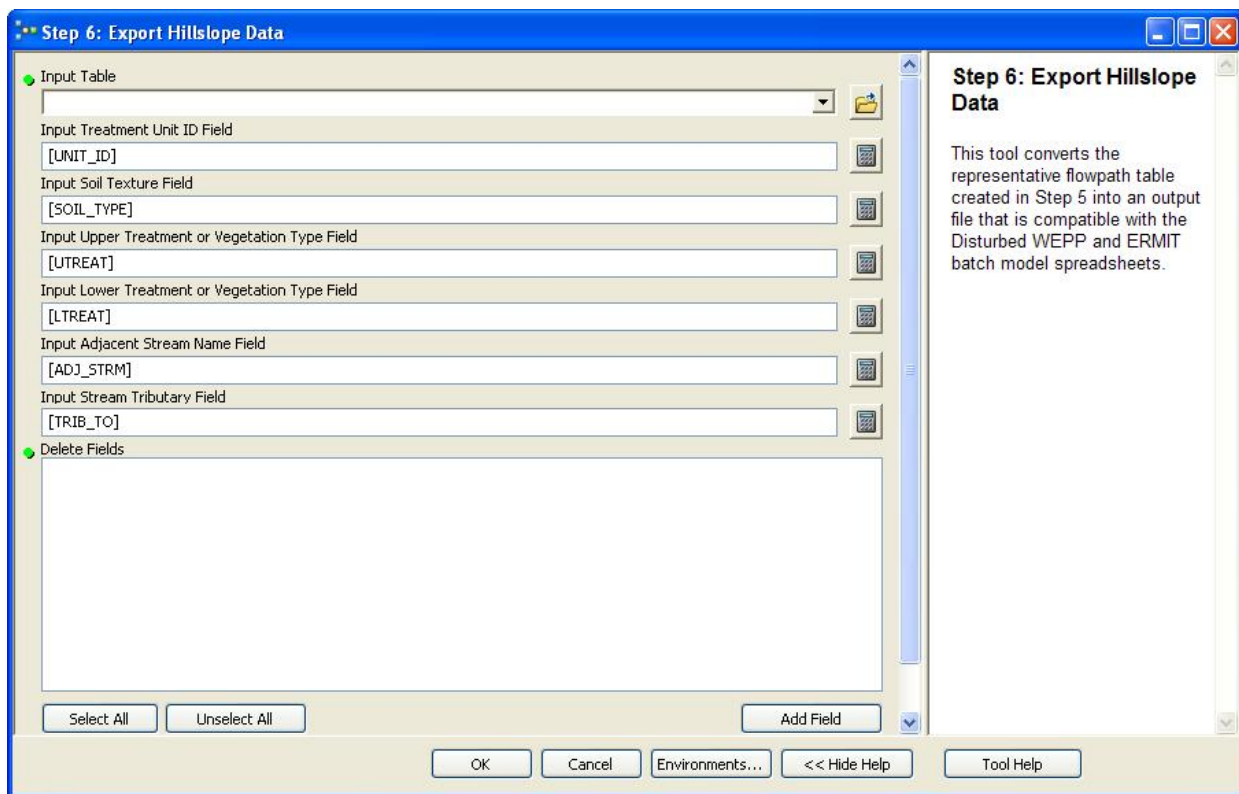 Step 6: Export Hillslope Data
Input Table
Input Treatment Unit ID Field
[UNIT_ID]
Input Soil Texture Field
[SOIL_TYPE]
Input Upper Treatment or Vegetation Type Field
[UTREAT]
Input Lower Treatment or Vegetation Type Field
[LTREAT]
Input Adjacent Stream Name Field
[ADJ_STRM]
Input Stream Tributary Field
[TRIB_TO]
Delete Fields
Select All
Unselect All
Add Field
Step 6: Export Hillslope
Data
This tool converts the
representative flowpath table
created in Step 5 into an output
file that is compatible with the
Disturbed WEPP and ERMIT
batch model spreadsheets.
OK
Cancel
Environments...
<< Hide Help
Tool Help